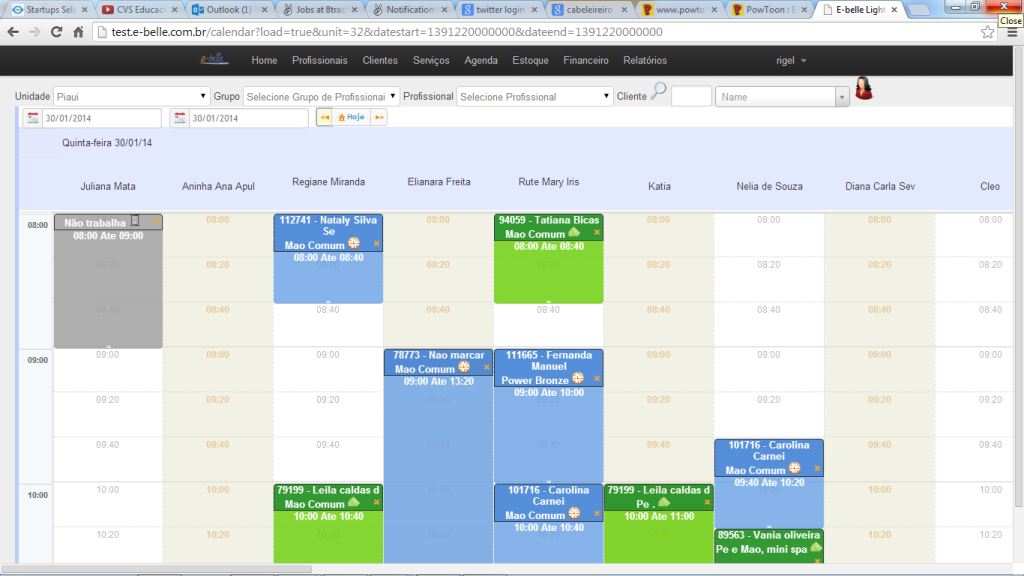 Startups Sele
CVS Educaci
Outlook (1)
Jobs at 8trac
Notification
twitter login
cabeleireiro
www.powto
PowToon : E
E-belle Light
Close
test.e-belle.com.br/calendar?load=true&unit=32&datestart=1391220000000&dateend=1391220000000
e-belle Home Profissionais Clientes Serviços Agenda Estoque Financeiro Relatórios rigel
Unidade Piaui Grupo Selecione Grupo de Profissionai Profissional Selecione Profissional Cliente Name
30/01/2014 30/01/2014 Hoje
Quinta-feira 30/01/14
Juliana Mata Aninha Ana Apul Regiane Miranda Elianara Freita Rute Mary Iris Katia Nelia de Souza Diana Carla Sev Cleo
08:00
Não trabalha
08:00 Ate 09:00
08:20
08:40
08:00
08:20
08:40
112741 - Nataly Silva
Se
Mao Comum
08:00 Ate 08:40
08:20
08:40
08:00
08:20
08:40
94059 - Tatiana Bicas
Mao Comum
08:00 Ate 08:40
08:20
08:40
08:00
08:20
08:40
08:00
08:20
08:40
08:00
08:20
08:40
08:00
08:20
08:40
09:00
09:00
09:20
09:40
09:00
09:20
09:40
09:00
09:20
09:40
78773 - Nao marcar
Mao Comum
09:00 Ate 13:20
111665 - Fernanda
Manuel
Power Bronze
09:00 Ate 10:00
09:00
09:20
09:40
09:00
09:20
101716 - Carolina
Carnei
Mao Comum
09:40 Ate 10:20
09:00
09:20
09:40
09:00
09:20
09:40
10:00
10:00
10:20
10:00
10:20
79199 - Leila caldas d
Mao Comum
10:00 Ate 10:40
101716 - Carolina
Carnei
Mao Comum
10:00 Ate 10:40
79199 - Leila caldas d
Pe .
10:00 Ate 11:00
89563 - Vania oliveira
Pe e Mao, mini spa
10:00
10:20
10:00
10:20